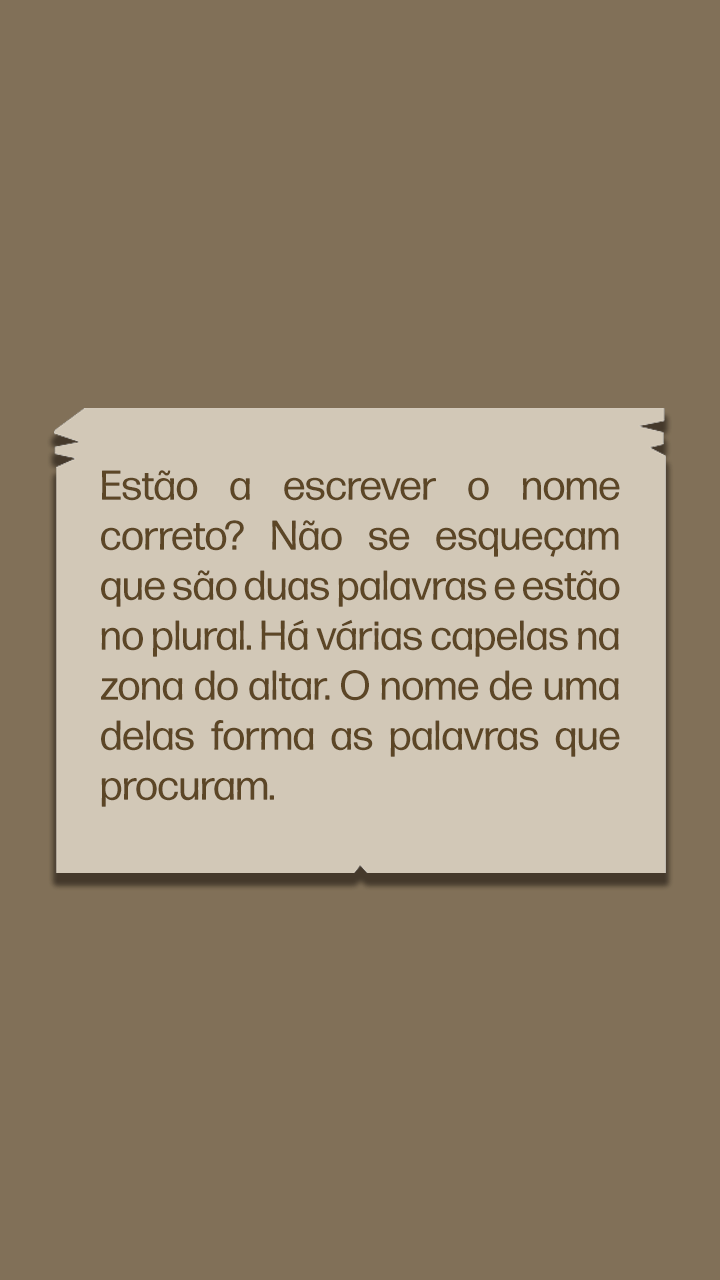 Estão a escrever o nome
correto? Não se esqueçam
que são duas palavras e estão
no plural. Há várias capelas na
zona do altar. O nome de uma
delas forma as palavras que
procuram.